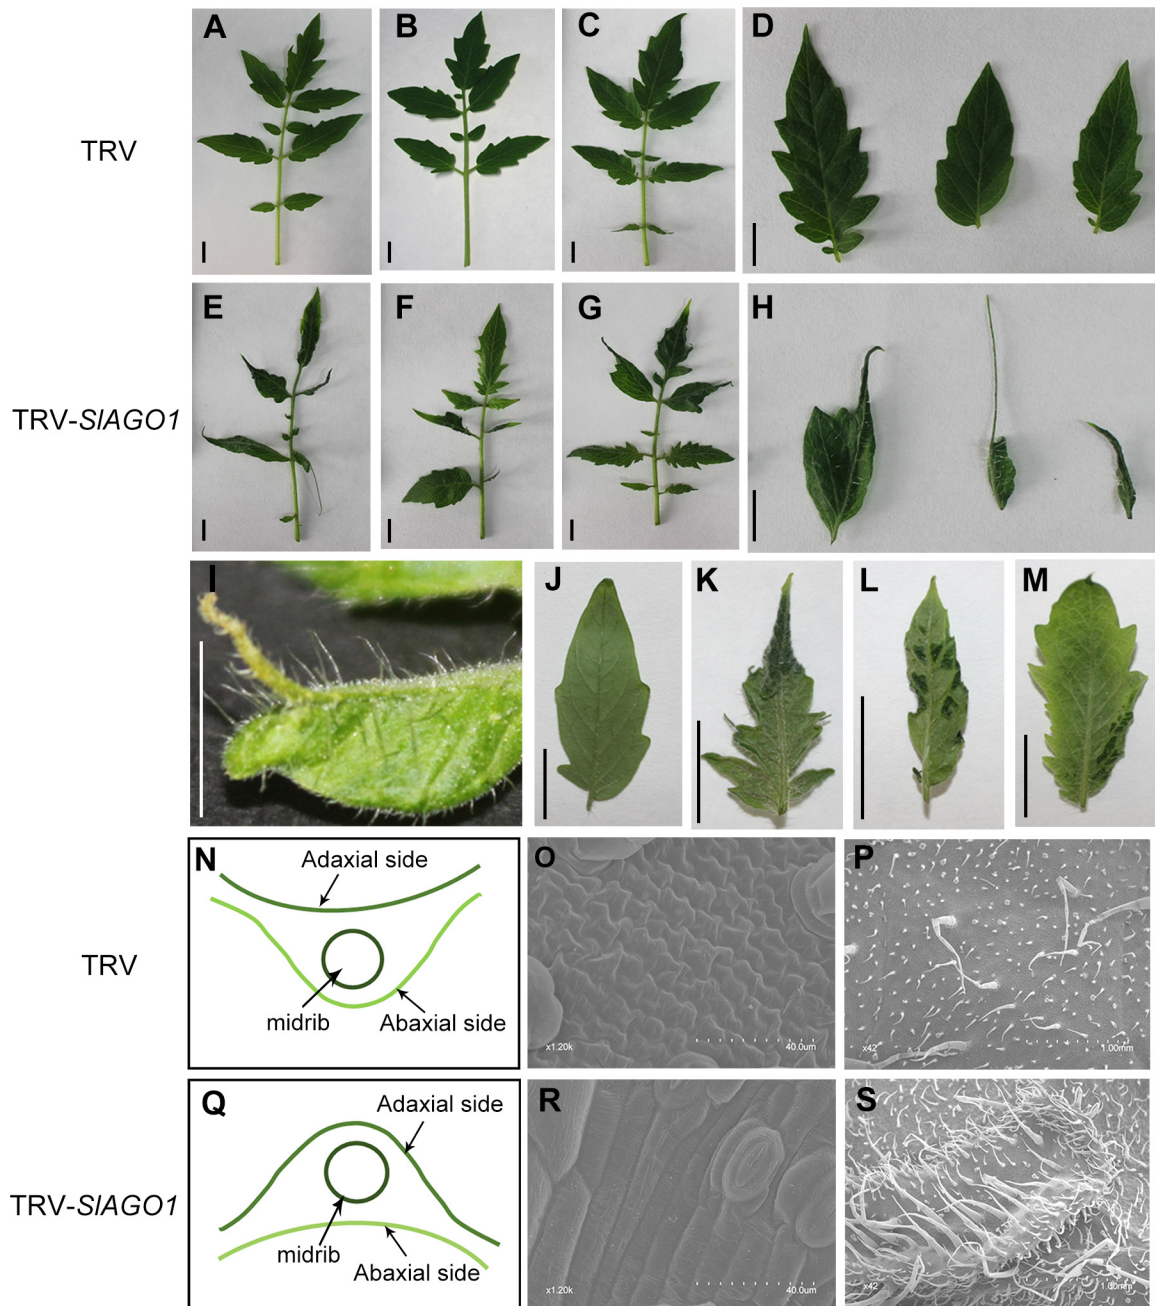 A
B
C
D
TRV
E
F
G
H
TRV-SlAGO1
I
J
K
L
M
N
Adaxial side
midrib
Abaxial side
TRV
O
x1.20k
40.0um
P
x42
1.00mm
Q
Adaxial side
midrib
Abaxial side
TRV-SlAGO1
R
x1.20k
40.0um
S
x42
1.00mm